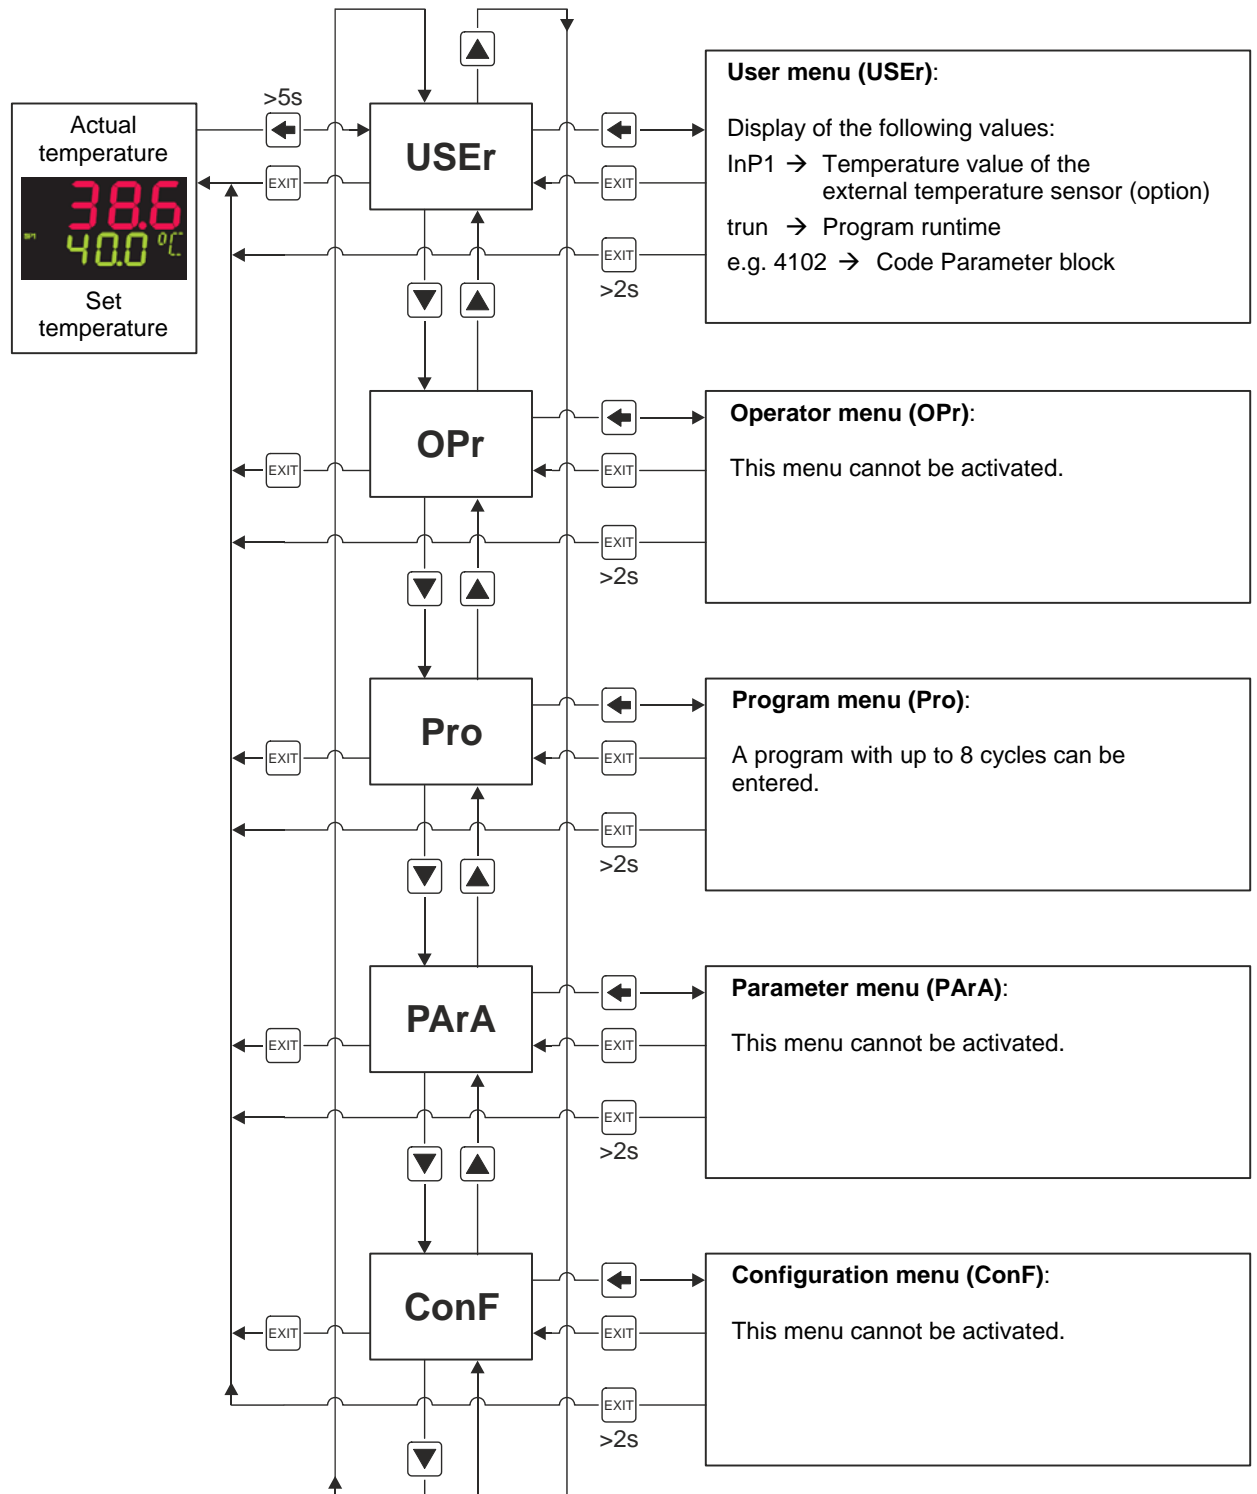 >5s
Actual
temperature
EXIT
38.6
SP1 40.0 °C
Set
temperature
USEr
EXIT
EXIT
>2s
User menu (USEr):
Display of the following values:
InP1 → Temperature value of the
external temperature sensor (option)
trun → Program runtime
e.g. 4102 → Code Parameter block
OPr
EXIT
EXIT
EXIT
>2s
Operator menu (OPr):
This menu cannot be activated.
Pro
EXIT
EXIT
EXIT
>2s
Program menu (Pro):
A program with up to 8 cycles can be
entered.
PArA
EXIT
EXIT
EXIT
>2s
Parameter menu (PArA):
This menu cannot be activated.
ConF
EXIT
EXIT
EXIT
>2s
Configuration menu (ConF):
This menu cannot be activated.